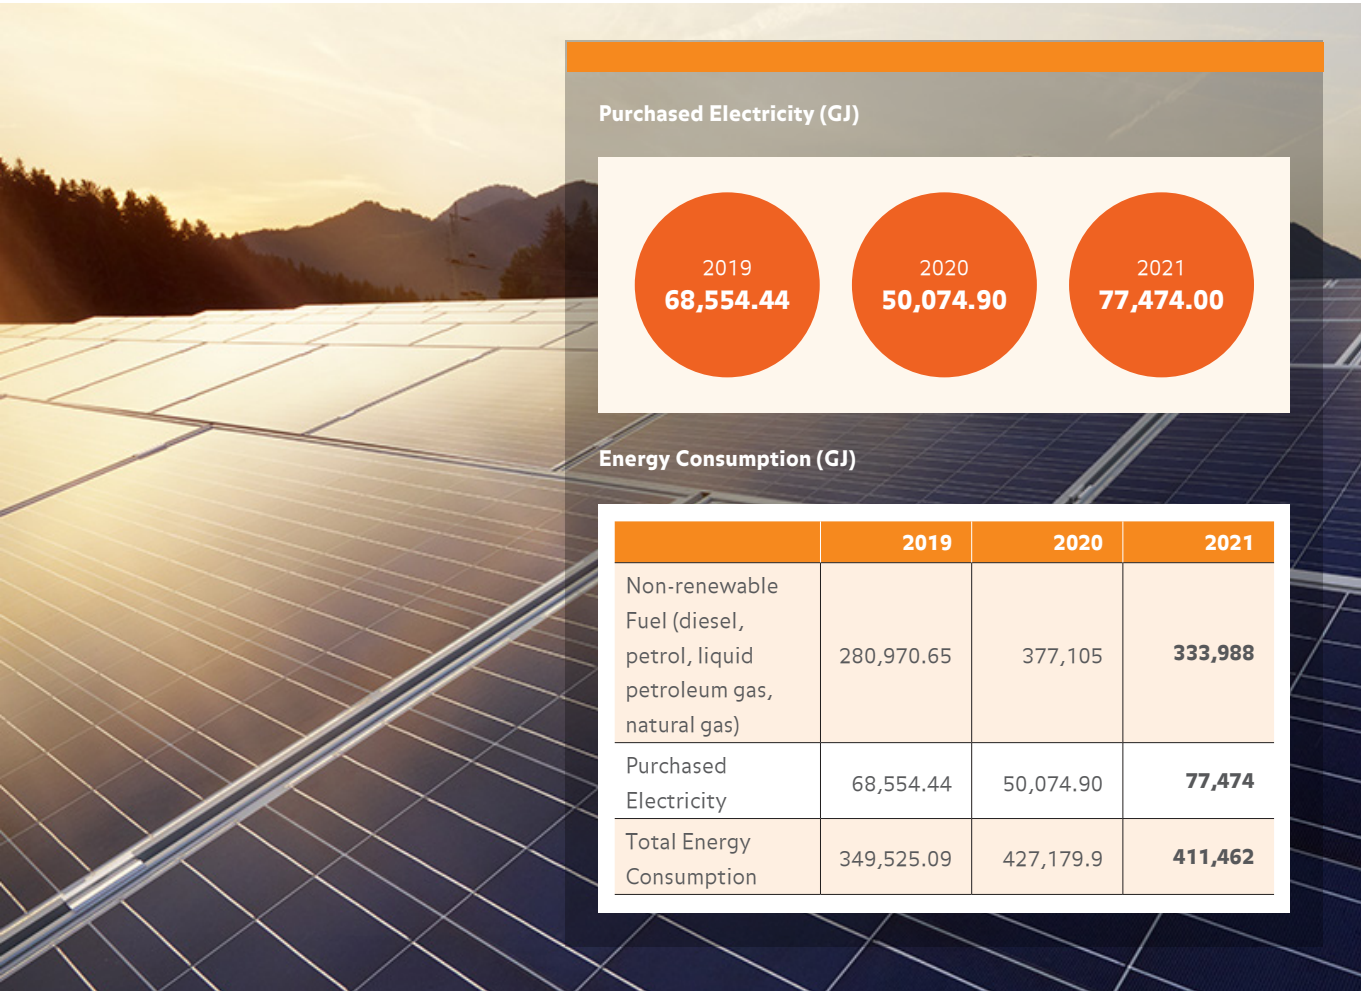 Purchased Electricity (GJ)
2019
68,554.44
2020
50,074.90
2021
77,474.00
Energy Consumption (GJ)
2019 2020 2021
Non-renewable
Fuel (diesel,
petrol, liquid
petroleum gas,
natural gas)
280,970.65 377,105 333,988
Purchased
Electricity
68,554.44 50,074.90 77,474
Total Energy
Consumption
349,525.09 427,179.9 411,462